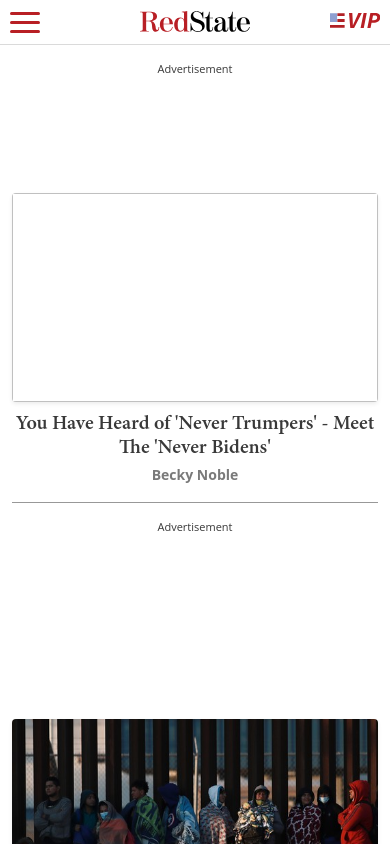 RedState
VIP
Advertisement
You Have Heard of 'Never Trumpers' - Meet
The 'Never Bidens'
Becky Noble
Advertisement